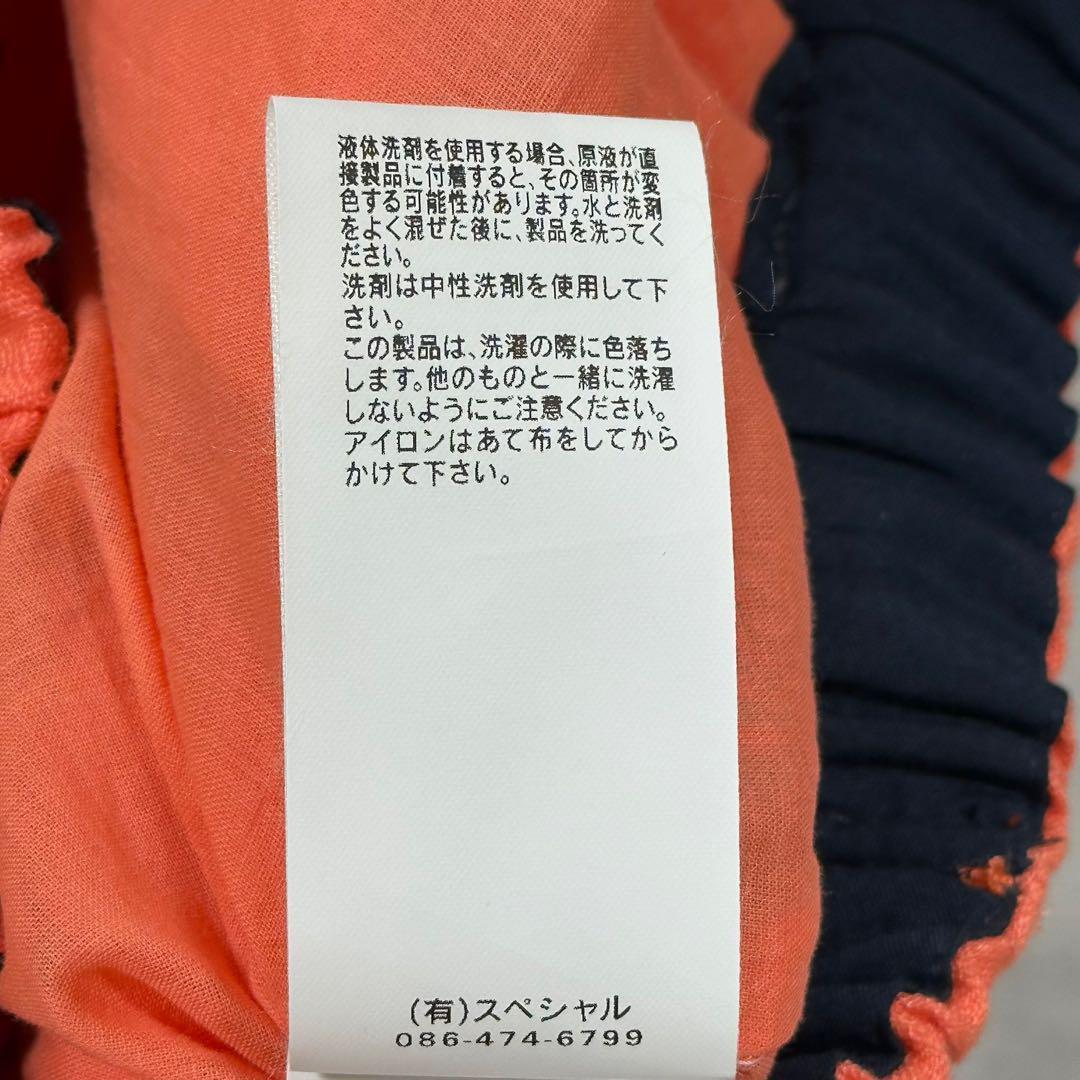 液体洗剤を使用する場合、原液が直
接製品に付着すると、その箇所が変
色する可能性があります。水と洗剤
をよく混ぜた後に、製品を洗ってく
ださい。
洗剤は中性洗剤を使用して下
さい。
この製品は、洗濯の際に色落ち
します。他のものと一緒に洗濯
しないようにご注意ください。
アイロンはあて布をしてから
かけて下さい。
(有)スペシャル
086-474-6799